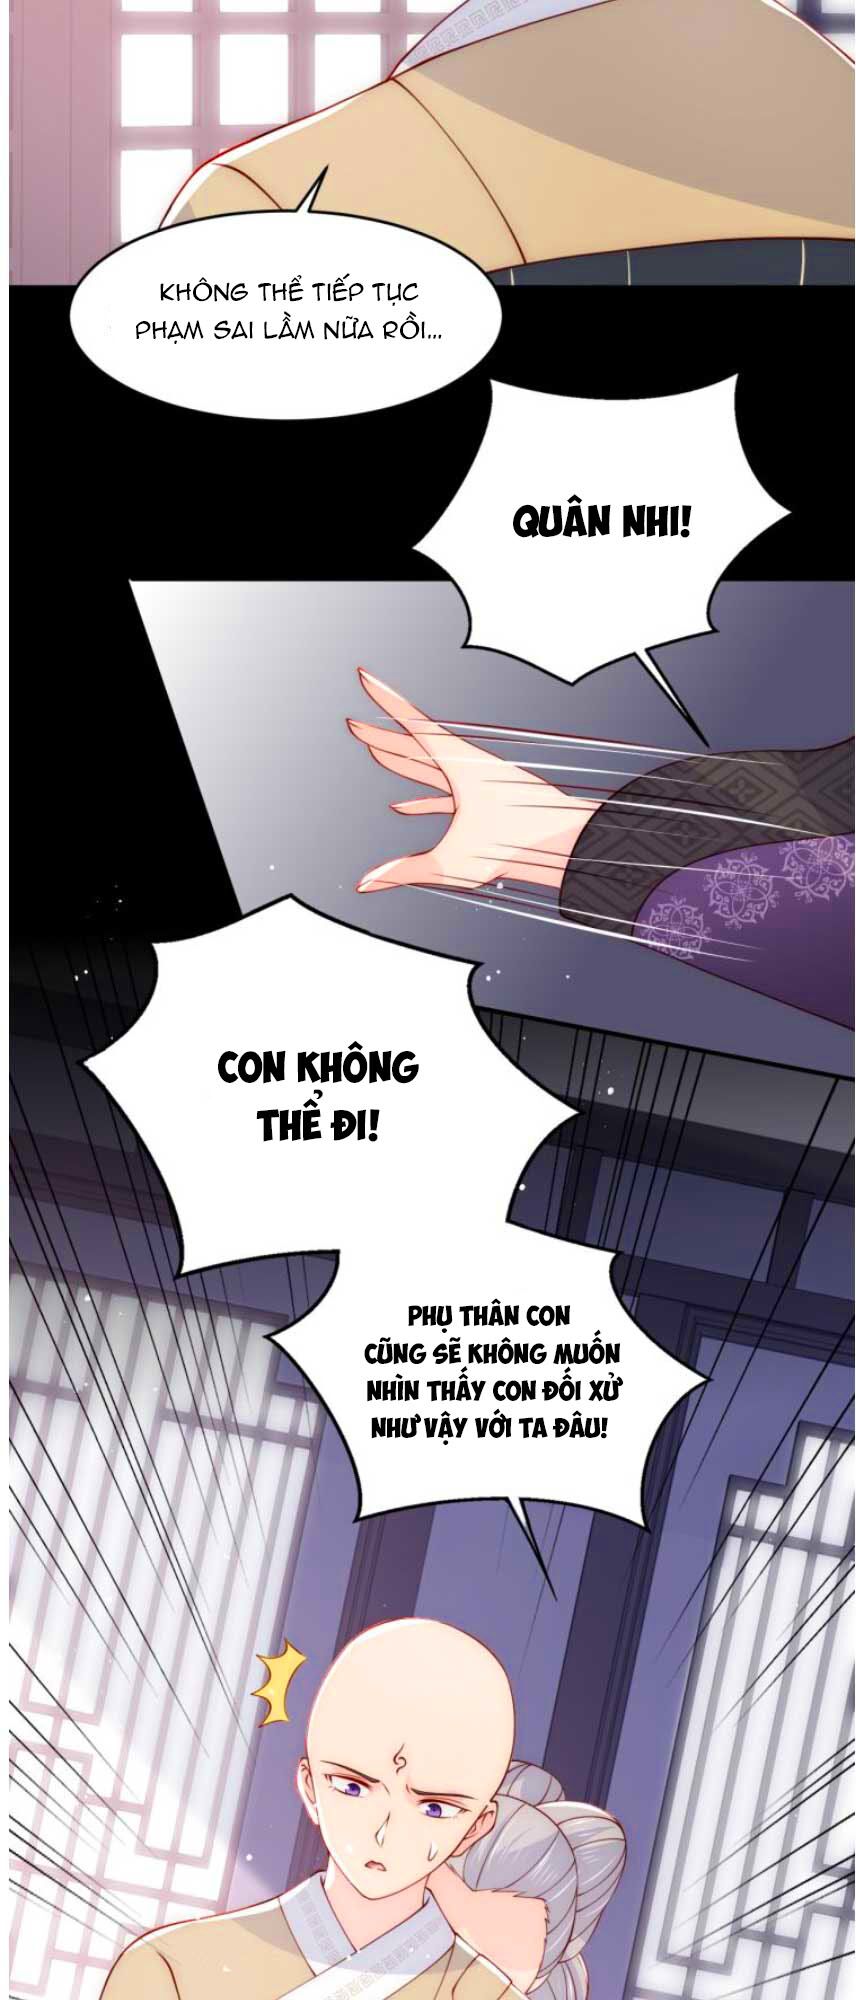 KHÔNG THỂ TIẾP TỤC
PHẠM SAI LẦM NỮA RỒI...
QUÂN NHI!
CON KHÔNG
THỂ ĐI!
PHỤ THÂN CON
CŨNG SẼ KHÔNG MUỐN
NHÌN THẤY CON ĐỐI XỬ
NHƯ VẬY VỚI TA ĐÂU!